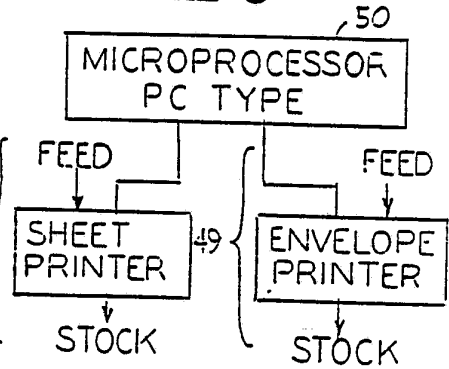 50
MICROPROCESSOR
PC TYPE
FEED
FEED
SHEET
PRINTER
49
ENVELOPE
PRINTER
STOCK
STOCK